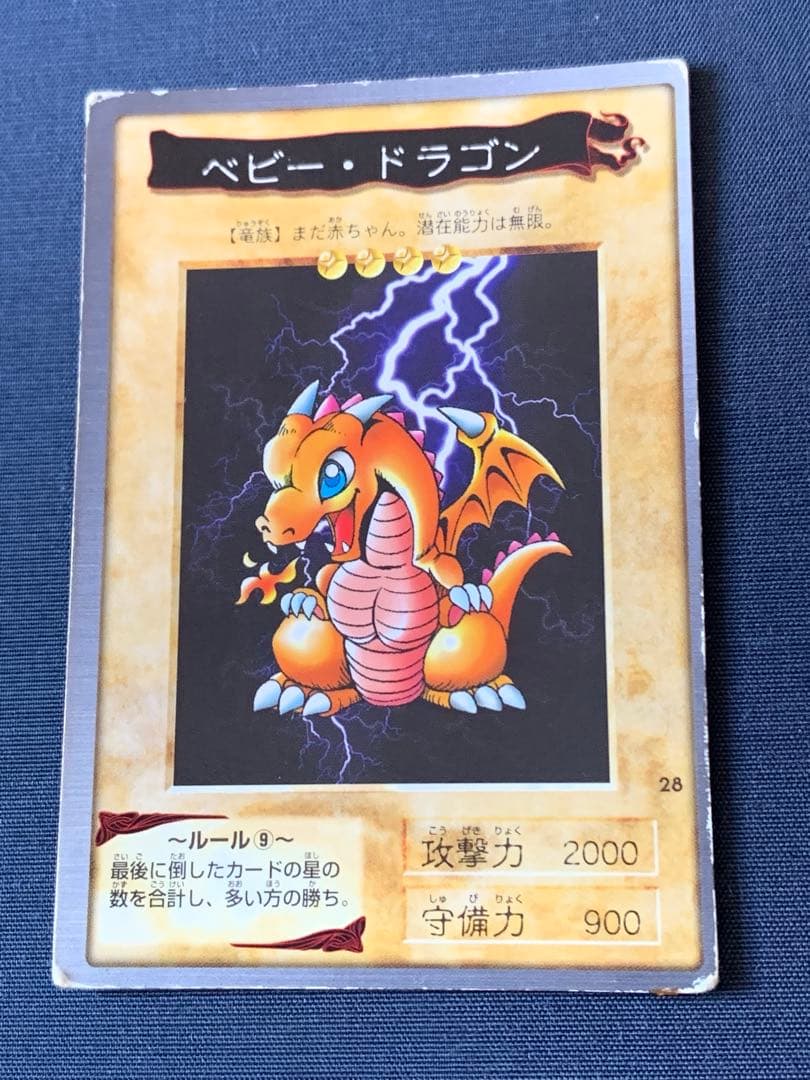 ベビー・ドラゴン
【竜族】まだ赤ちゃん。潜在能力は無限。
28
〜ルール⑨〜
最後に倒したカードの星の
数を合計し、多い方の勝ち。
攻撃力 2000
守備力 900